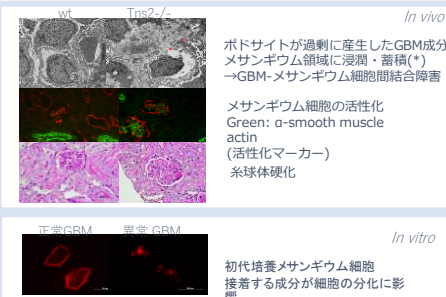 wt Tns2-/- In vivo
ポドサイトが過剰に産生したGBM成分
メサンギウム領域に浸潤・蓄積(*)
→GBM-メサンギウム細胞間結合障害
メサンギウム細胞の活性化
Green: α-smooth muscle
actin
(活性化マーカー)
糸球体硬化
正常GBM 異常 GBM In vitro
初代培養メサンギウム細胞
接着する成分が細胞の分化に影
響